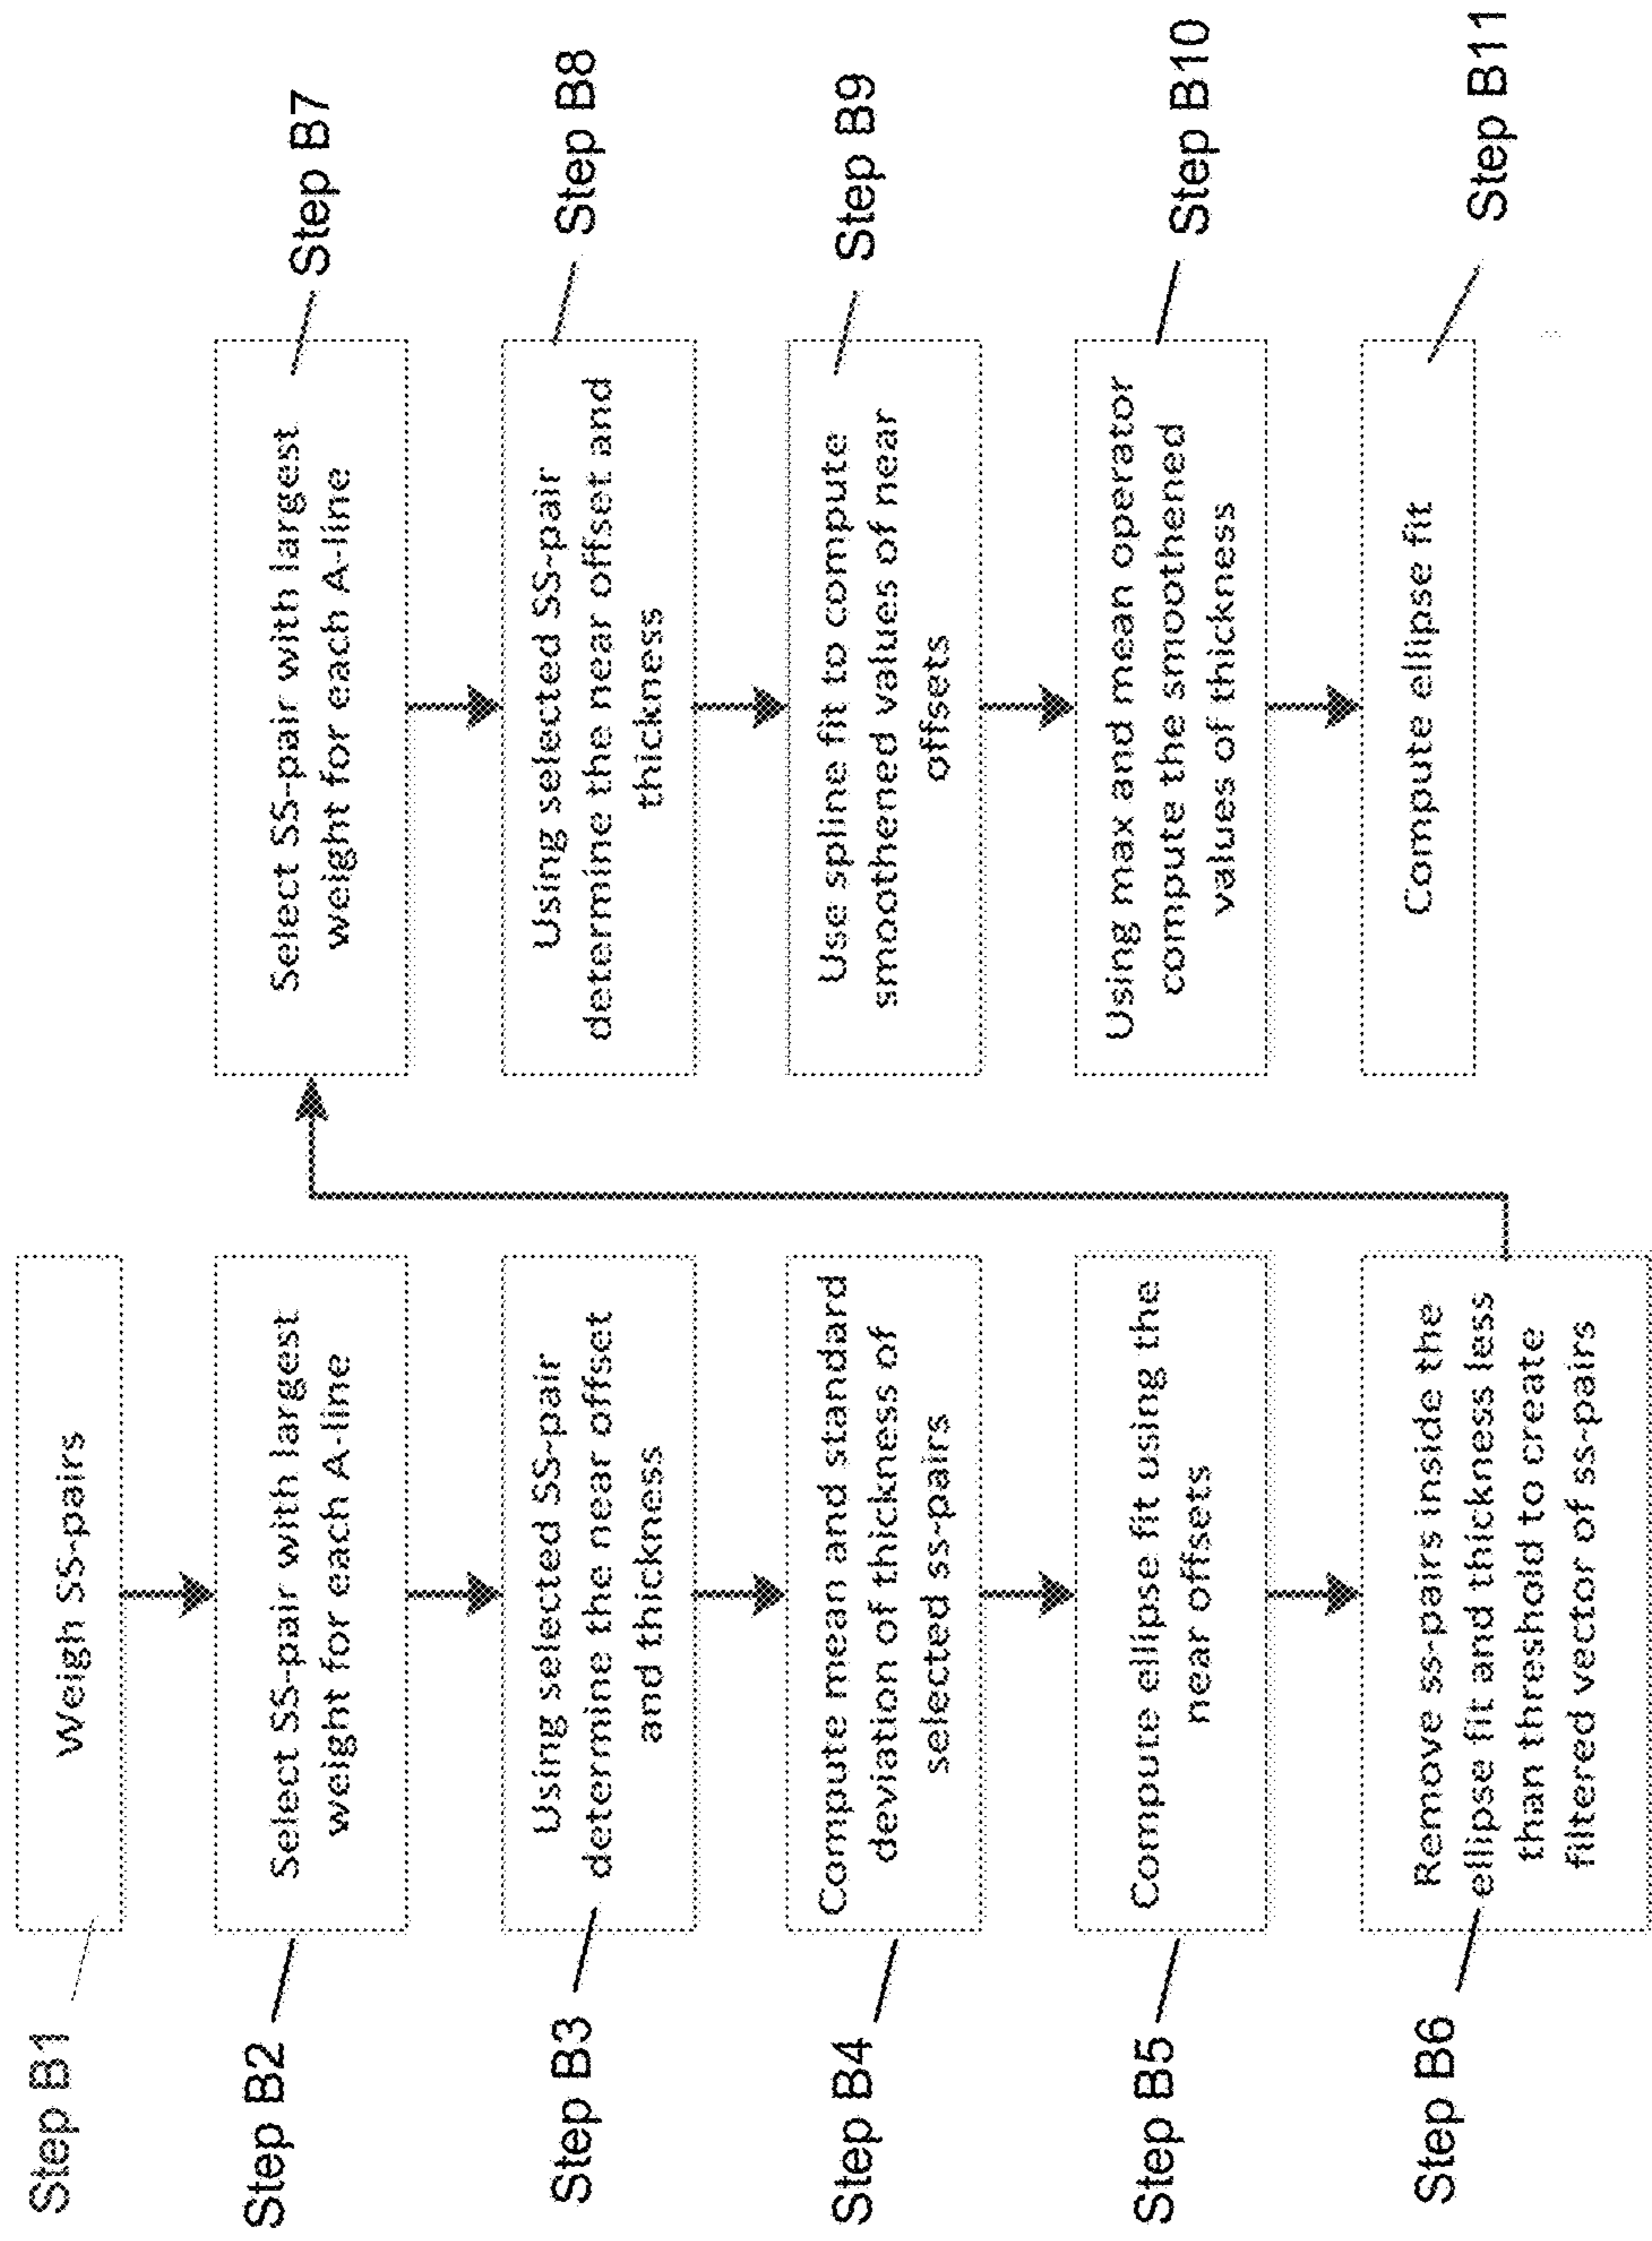 Step B1
Weigh SS-pairs
Step B2
Select SS-pair with largest
weight for each A-line
Step B3
Using selected SS-pair
determine the near offset
and thickness
Step B4
Compute mean and standard
deviation of thickness of
selected ss-pairs
Step B5
Compute ellipse fit using the
near offsets
Step B6
Remove ss-pairs inside the
ellipse fit and thickness less
than threshold to create
filtered vector of ss-pairs
Step B7
Select SS-pair with largest
weight for each A-line
Step B8
Using selected SS-pair
determine the near offset and
thickness
Step B9
Use spline fit to compute
smoothened values of near
offsets
Step B10
Using max and mean operator
compute the smoothened
values of thickness
Step B11
Compute ellipse fit